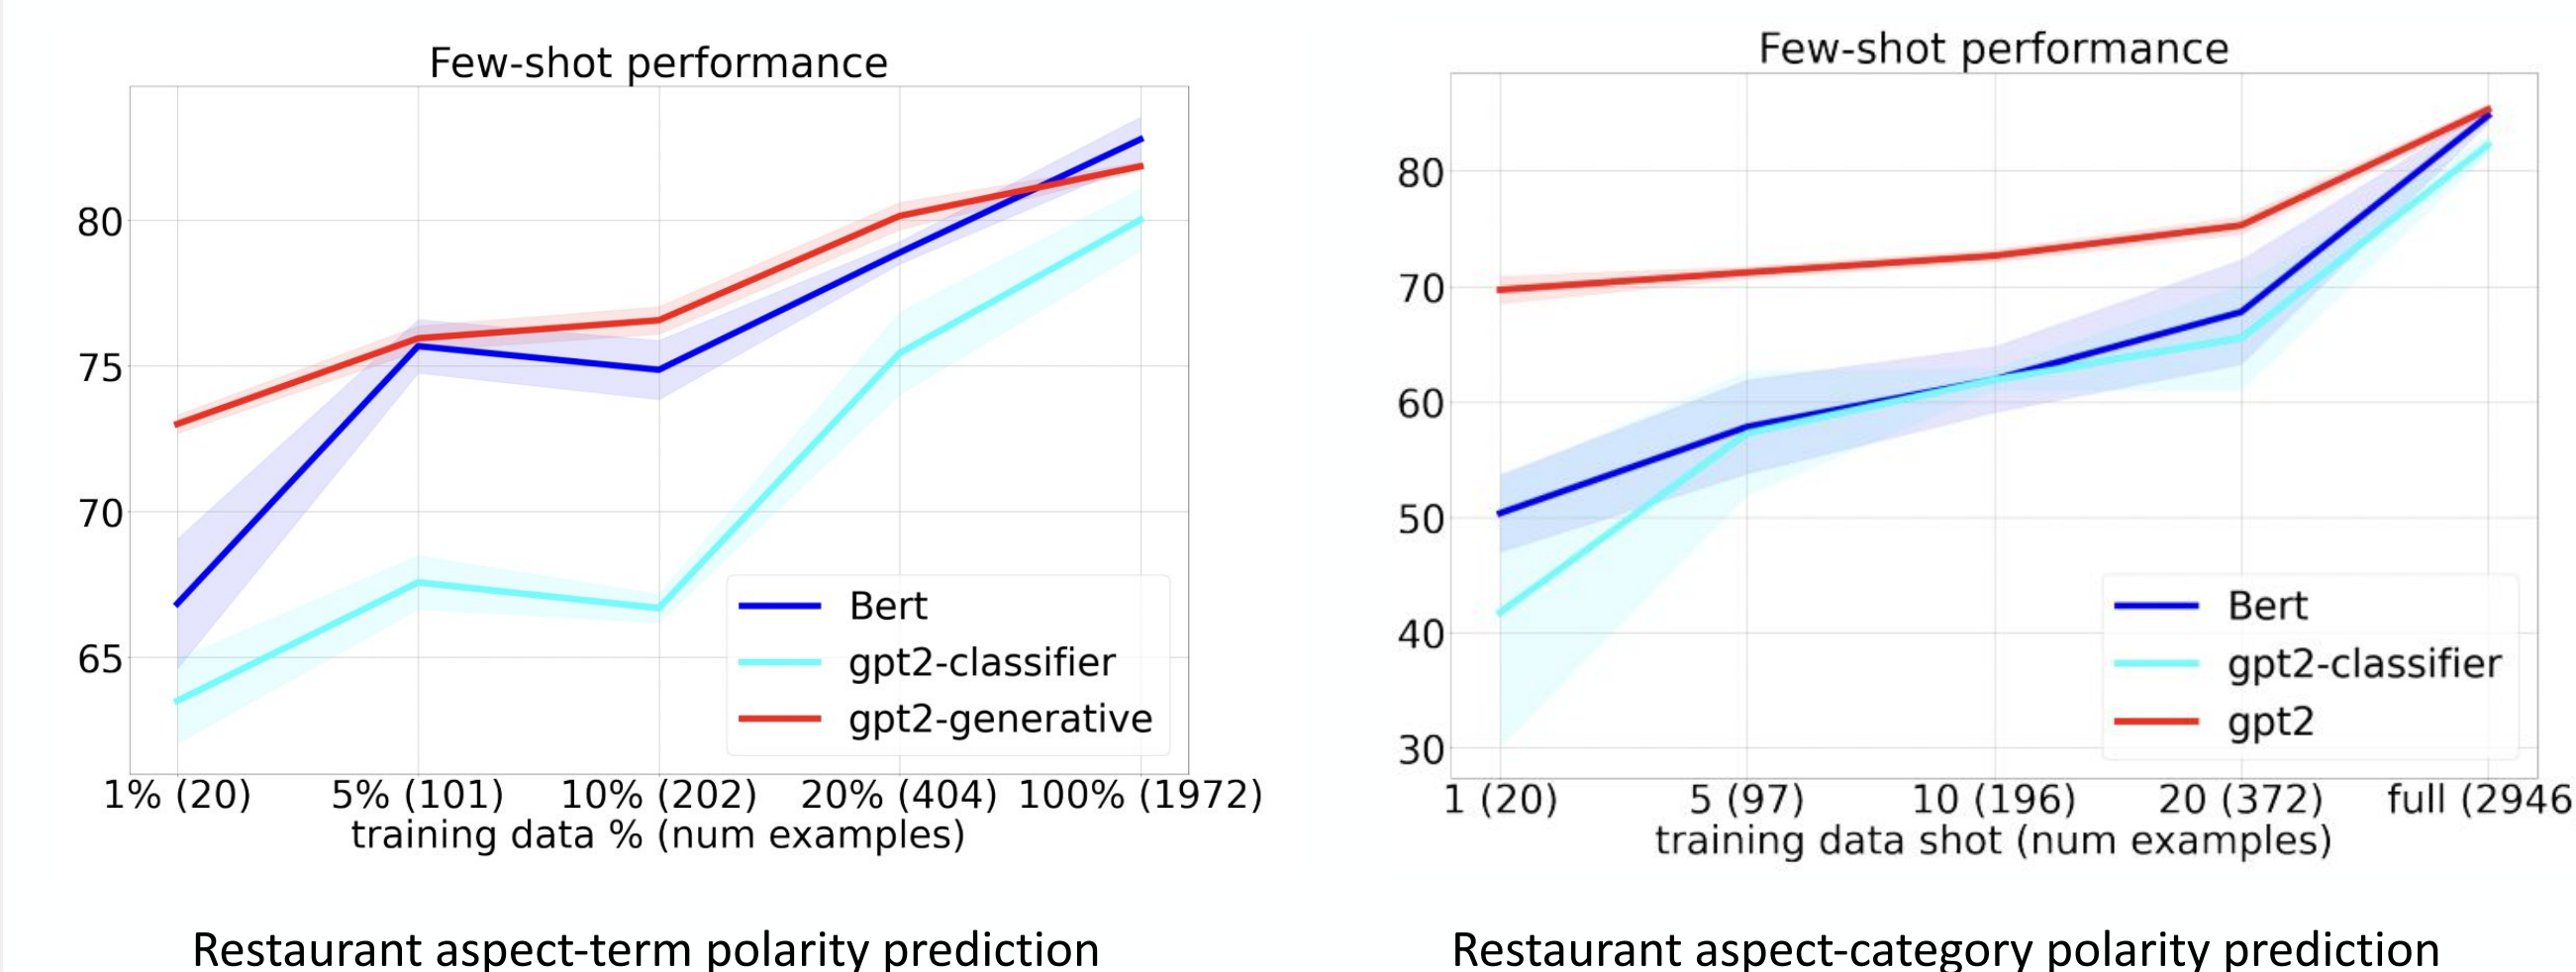 Few-shot performance
80
75
70
65
Bert
gpt2-classifier
gpt2-generative
1% (20) 5% (101) 10% (202) 20% (404) 100% (1972)
training data % (num examples)
Restaurant aspect-term polarity prediction
Few-shot performance
80
70
60
50
40
30
Bert
gpt2-classifier
gpt2
1 (20) 5 (97) 10 (196) 20 (372) full (2946
training data shot (num examples)
Restaurant aspect-category polarity prediction